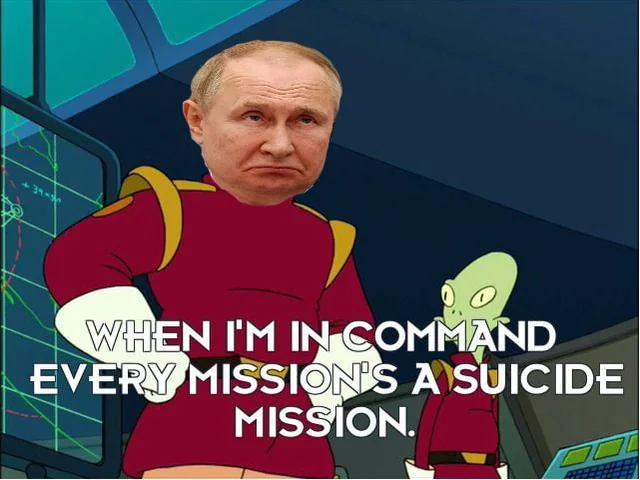 WHEN I'M IN COMMAND
EVERY MISSION'S A SUICIDE
MISSION.